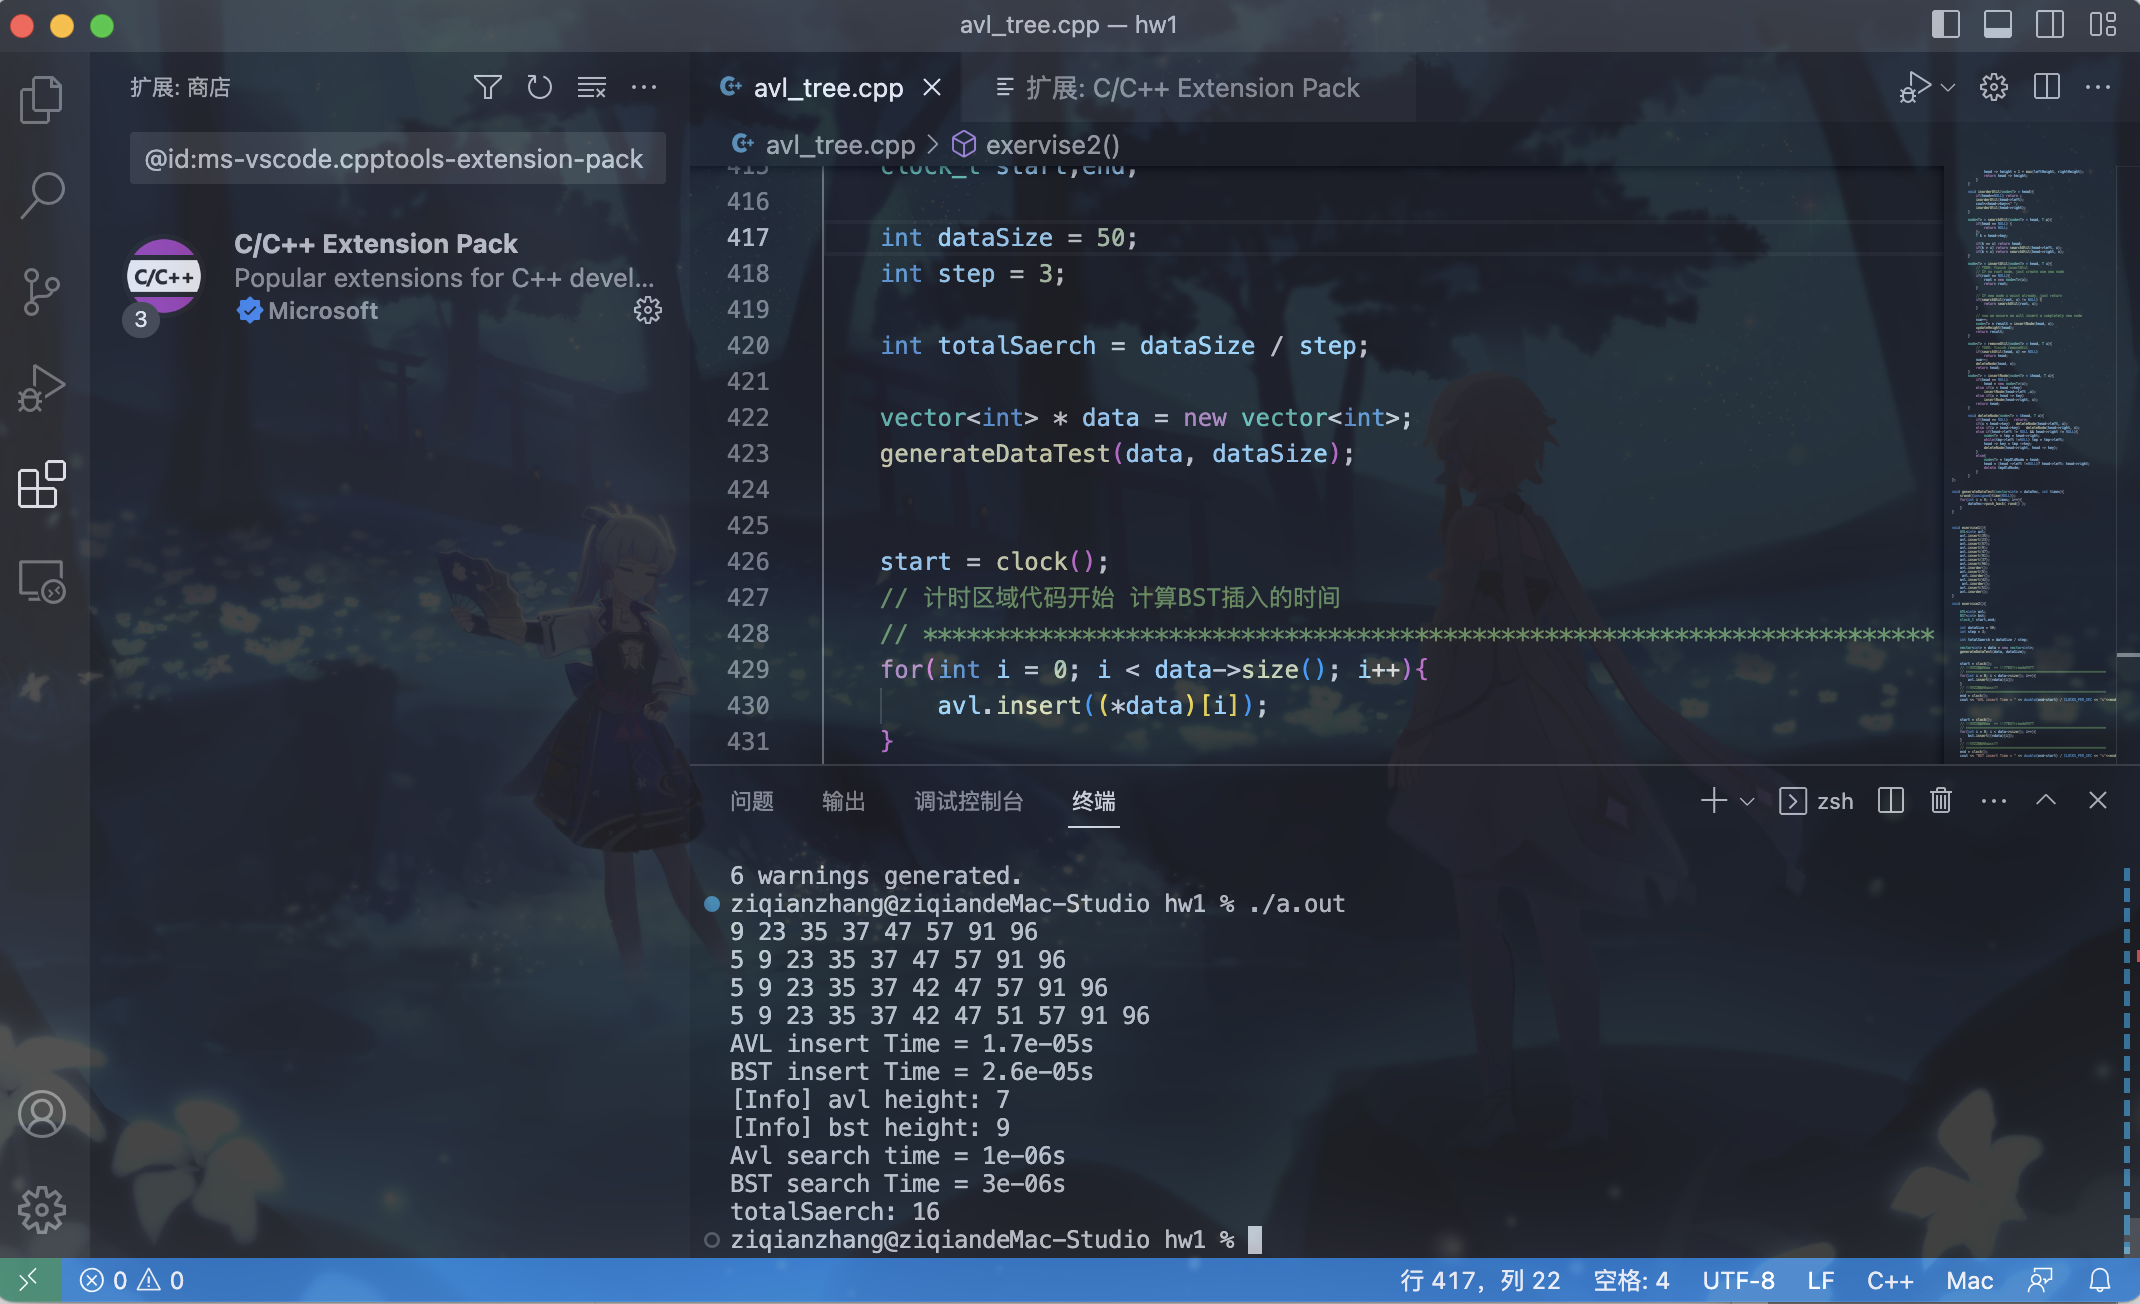 avl_tree.cpp — hw1
扩展: 商店
@id:ms-vscode.cpptools-extension-pack
C/C++
3
C/C++ Extension Pack
Popular extensions for C++ devel...
Microsoft
avl_tree.cpp
扩展: C/C++ Extension Pack
avl_tree.cpp > exervise2()
415 clock_t start,end;
416
417 int dataSize = 50;
418 int step = 3;
419
420 int totalSaerch = dataSize / step;
421
422 vector<int> * data = new vector<int>;
423 generateDataTest(data, dataSize);
424
425
426 start = clock();
427 // 计时区域代码开始 计算BST插入的时间
428 // **********************************************************************
429 for(int i = 0; i < data->size(); i++){
430 avl.insert((*data)[i]);
431 }
问题 输出 调试控制台 终端
zsh
6 warnings generated.
ziqianzhang@ziqiandeMac-Studio hw1 % ./a.out
9 23 35 37 47 57 91 96
5 9 23 35 37 47 57 91 96
5 9 23 35 37 42 47 57 91 96
5 9 23 35 37 42 47 51 57 91 96
AVL insert Time = 1.7e-05s
BST insert Time = 2.6e-05s
[Info] avl height: 7
[Info] bst height: 9
Avl search time = 1e-06s
BST search Time = 3e-06s
totalSaerch: 16
ziqianzhang@ziqiandeMac-Studio hw1 %
0 0
行 417，列 22 空格: 4 UTF-8 LF C++ Mac